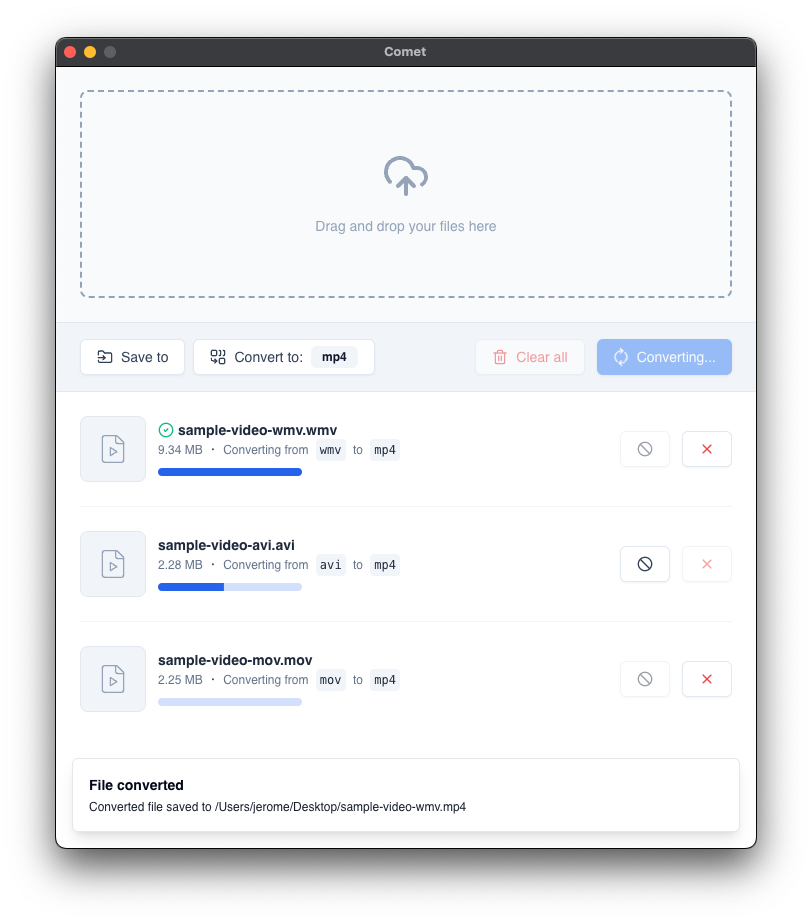 Comet
Drag and drop your files here
Save to
Convert to: mp4
Clear all
Converting...
sample-video-wmv.wmv
9.34 MB · Converting from wmv to mp4
sample-video-avi.avi
2.28 MB · Converting from avi to mp4
sample-video-mov.mov
2.25 MB · Converting from mov to mp4
File converted
Converted file saved to /Users/jerome/Desktop/sample-video-wmv.mp4